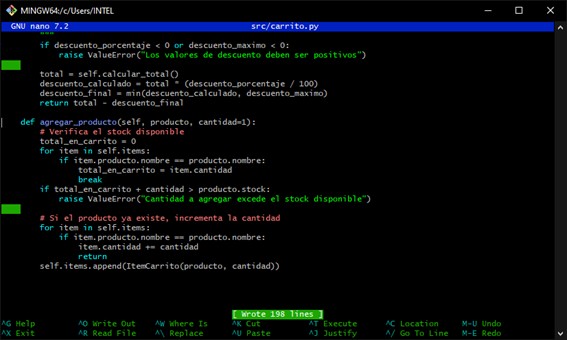 MINGW64:/c/Users/INTEL
GNU nano 7.2 src/carrito.py
"""
if descuento_porcentaje < 0 or descuento_maximo < 0:
raise ValueError("Los valores de descuento deben ser positivos")
total = self.calcular_total()
descuento_calculado = total * (descuento_porcentaje / 100)
descuento_final = min(descuento_calculado, descuento_maximo)
return total - descuento_final
def agregar_producto(self, producto, cantidad=1):
# Verifica el stock disponible
total_en_carrito = 0
for item in self.items:
if item.producto.nombre == producto.nombre:
total_en_carrito = item.cantidad
break
if total_en_carrito + cantidad > producto.stock:
raise ValueError("Cantidad a agregar excede el stock disponible")
# Si el producto ya existe, incrementa la cantidad
for item in self.items:
if item.producto.nombre == producto.nombre:
item.cantidad += cantidad
return
self.items.append(ItemCarrito(producto, cantidad))
[ Wrote 198 lines ]
^G Help ^O Write Out ^W Where Is ^K Cut ^T Execute ^C Location M-U Undo
^X Exit ^R Read File ^\ Replace ^U Paste ^J Justify ^/ Go To Line M-E Redo